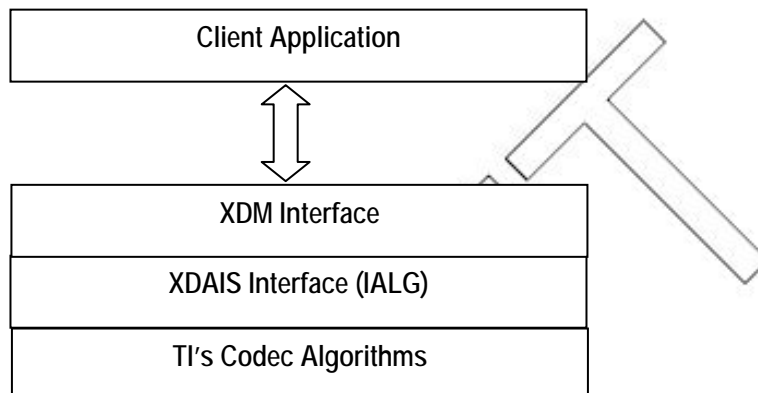 Client Application
XDM Interface
XDAIS Interface (IALG)
TI's Codec Algorithms